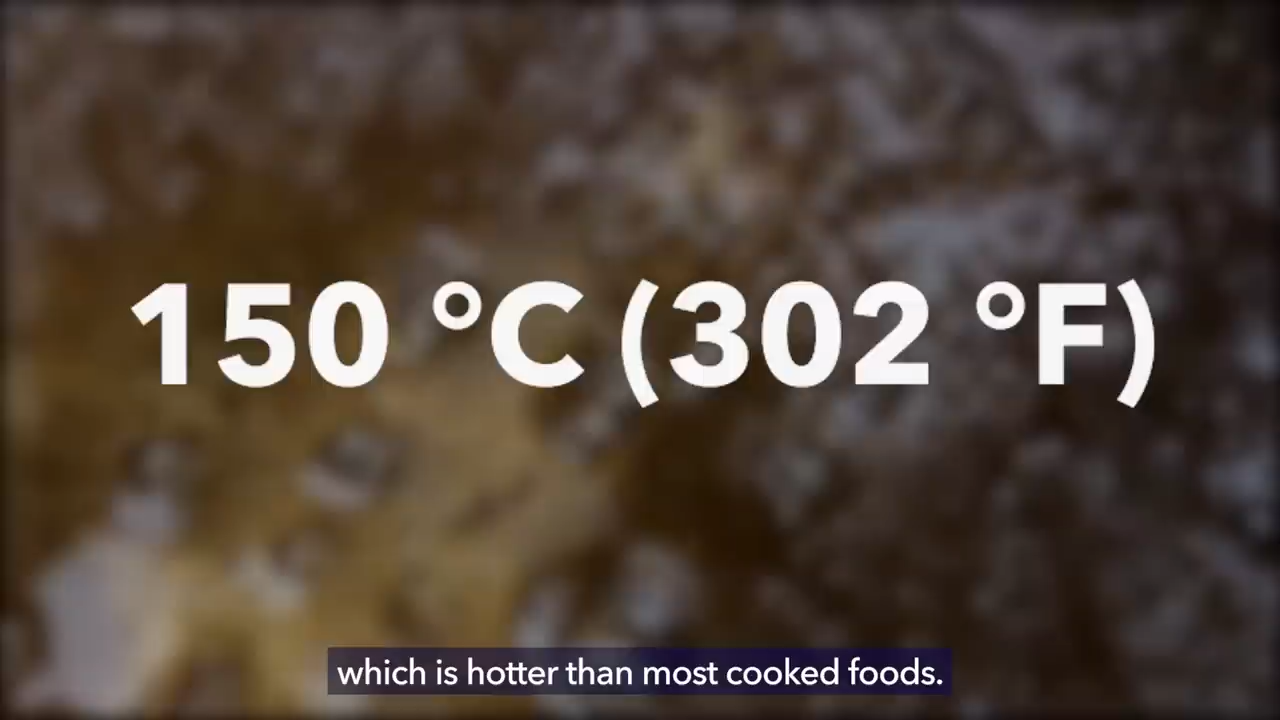 150 °C (302 °F)
which is hotter than most cooked foods.